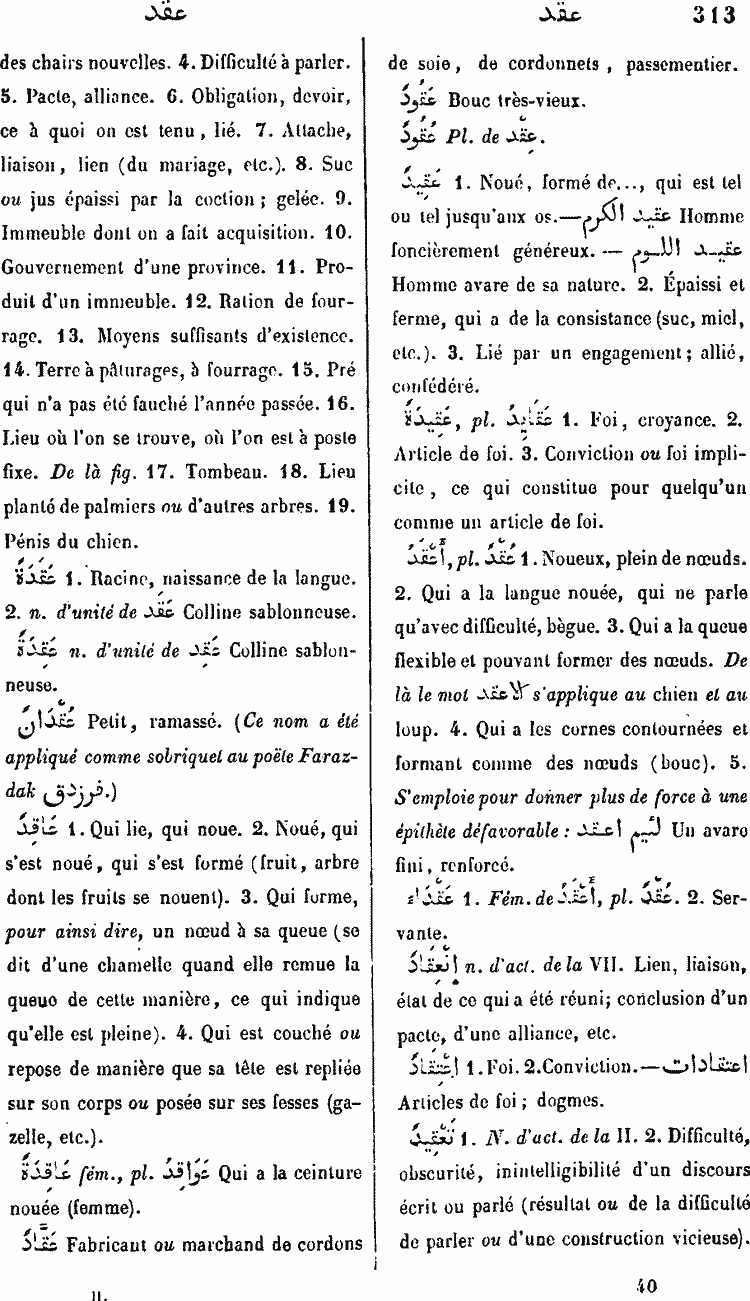 عقد
عقد 313
des chairs nouvelles. 4. Difficulté à parler.
5. Pacte, alliance. 6. Obligation, devoir,
ce à quoi on est tenu, lié. 7. Attache,
liaison, lien (du mariage, etc.). 8. Suc
ou jus épaissi par la coction; gelée. 9.
Immeuble dont on a fait acquisition. 10.
Gouvernement d'une province. 11. Pro-
duit d'un immeuble. 12. Ration de four-
rage. 13. Moyens suffisants d'existence.
14. Terre à pâturages, à fourrage. 15. Pré
qui n'a pas été fauché l'année passée. 16.
Lieu où l'on se trouve, où l'on est à poste
fixe. De là fig. 17. Tombeau. 18. Lieu
planté de palmiers ou d'autres arbres. 19.
Pénis du chien.
عَقَدَةٌ 1. Racine, naissance de la langue.
2. n. d'unité de عَقَد Colline sablonneuse.
عَقِدَةٌ n. d'unité de عَقِد Colline sablon-
neuse.
عُقْدَانٌ Petit, ramassé. (Ce nom a été
appliqué comme sobriquet au poëte Faraz-
dak فرزدق.)
عَاقِدٌ 1. Qui lie, qui noue. 2. Noué, qui
s'est noué, qui s'est formé (fruit, arbre
dont les fruits se nouent). 3. Qui forme,
pour ainsi dire, un nœud à sa queue (se
dit d'une chamelle quand elle remue la
queue de cette manière, ce qui indique
qu'elle est pleine). 4. Qui est couché ou
repose de manière que sa tête est repliée
sur son corps ou posée sur ses fesses (ga-
zelle, etc.).
عَاقِدَةٌ fém., pl. عَوَاقِدُ Qui a la ceinture
nouée (femme).
عَقَّادٌ Fabricant ou marchand de cordons
II.
de soie, de cordonnets, passementier.
عَقُودٌ Bouc très-vieux.
عُقُودٌ Pl. de عقْد.
عَقِيدٌ 1. Noué, formé de..., qui est tel
ou tel jusqu'aux os.—عقيد الكرم Homme
foncièrement généreux. — عقيد اللوم
Homme avare de sa nature. 2. Épaissi et
ferme, qui a de la consistance (suc, miel,
etc.). 3. Lié par un engagement; allié,
confédéré.
عَقِيدَةٌ, pl. عَقَايِدُ 1. Foi, croyance. 2.
Article de foi. 3. Conviction ou foi impli-
cite, ce qui constitue pour quelqu'un
comme un article de foi.
أَعْقَدُ, pl. عُقْدٌ 1. Noueux, plein de nœuds.
2. Qui a la langue nouée, qui ne parle
qu'avec difficulté, bègue. 3. Qui a la queue
flexible et pouvant former des nœuds. De
là le mot الاعقد s'applique au chien et au
loup. 4. Qui a les cornes contournées et
formant comme des nœuds (bouc). 5.
S'emploie pour donner plus de force à une
épithète défavorable: لئيم اعقد Un avare
fini, renforcé.
عَقْدَاءُ 1. Fém. de أَعْقَدُ, pl. عُقْدٌ. 2. Ser-
vante.
اِنْعِقَادٌ n. d'act. de la VII. Lien, liaison,
état de ce qui a été réuni; conclusion d'un
pacte, d'une alliance, etc.
اِعْتِقَادٌ 1. Foi. 2. Conviction.—اعتقادات
Articles de foi; dogmes.
تَعْقِيدٌ 1. N. d'act. de la II. 2. Difficulté,
obscurité, inintelligibilité d'un discours
écrit ou parlé (résultat ou de la difficulté
de parler ou d'une construction vicieuse).
40